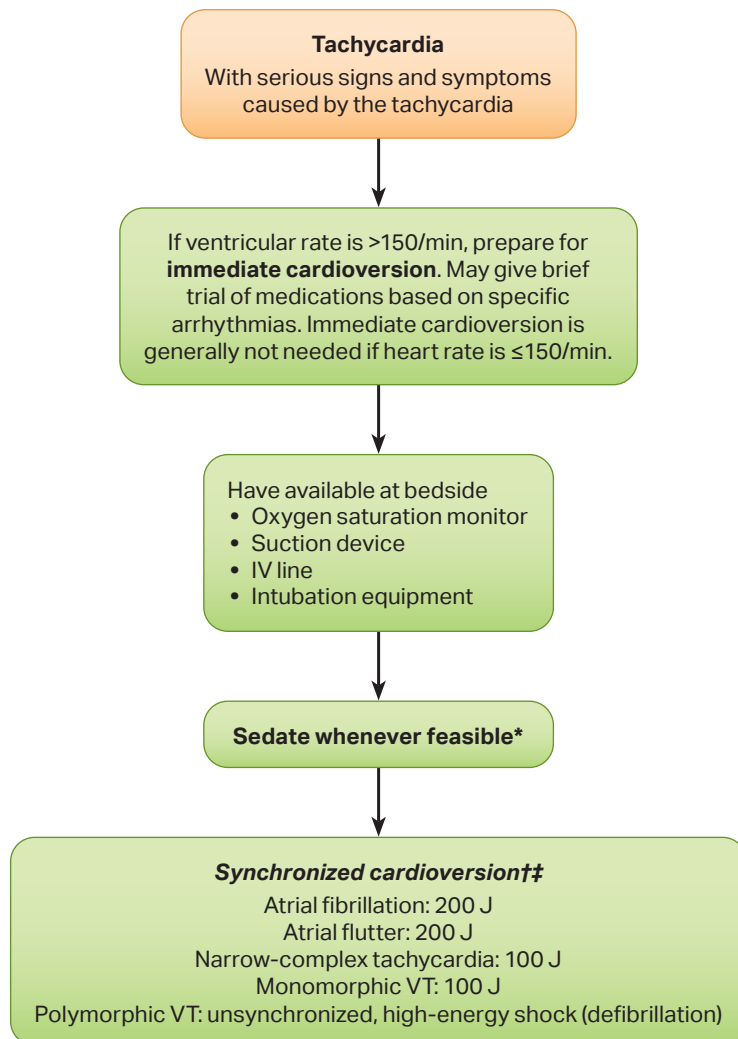 Tachycardia
With serious signs and symptoms
caused by the tachycardia
If ventricular rate is >150/min, prepare for
immediate cardioversion. May give brief
trial of medications based on specific
arrhythmias. Immediate cardioversion is
generally not needed if heart rate is ≤150/min.
Have available at bedside
• Oxygen saturation monitor
• Suction device
• IV line
• Intubation equipment
Sedate whenever feasible*
Synchronized cardioversion†‡
Atrial fibrillation: 200 J
Atrial flutter: 200 J
Narrow-complex tachycardia: 100 J
Monomorphic VT: 100 J
Polymorphic VT: unsynchronized, high-energy shock (defibrillation)